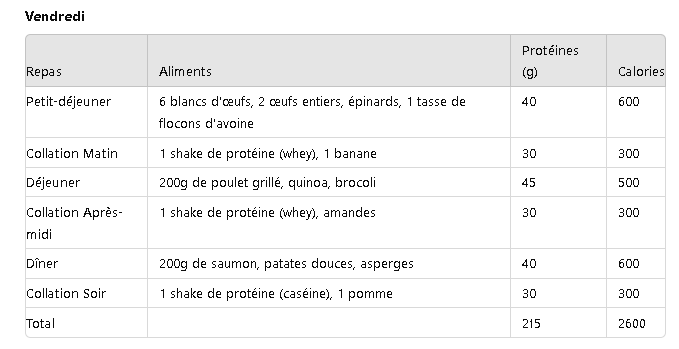 Vendredi
Protéines
Repas Aliments (g) Calories
Petit-déjeuner 6 blancs d'œufs, 2 œufs entiers, épinards, 1 tasse de 40 600
flocons d'avoine
Collation Matin 1 shake de protéine (whey), 1 banane 30 300
Déjeuner 200g de poulet grillé, quinoa, brocoli 45 500
Collation Après- 1 shake de protéine (whey), amandes 30 300
midi
Dîner 200g de saumon, patates douces, asperges 40 600
Collation Soir 1 shake de protéine (caséine), 1 pomme 30 300
Total 215 2600